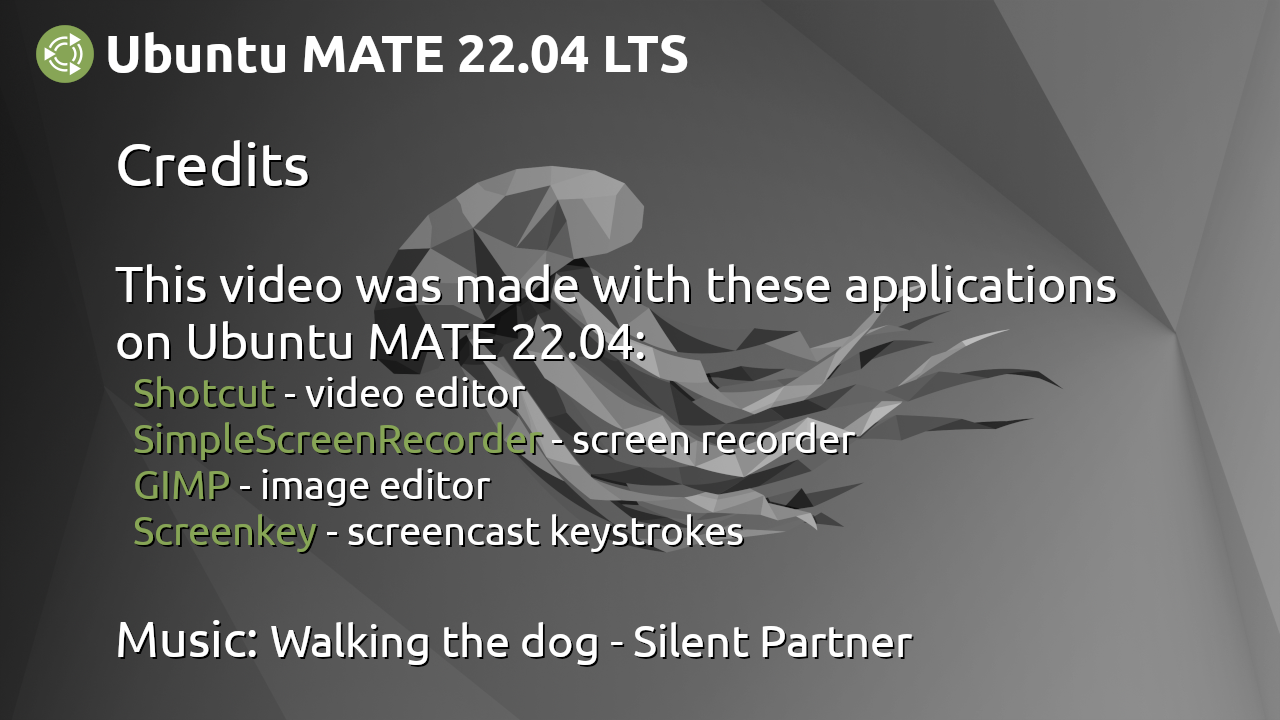 Ubuntu MATE 22.04 LTS
Credits
This video was made with these applications
on Ubuntu MATE 22.04:
Shotcut - video editor
SimpleScreenRecorder - screen recorder
GIMP - image editor
Screenkey - screencast keystrokes
Music: Walking the dog - Silent Partner